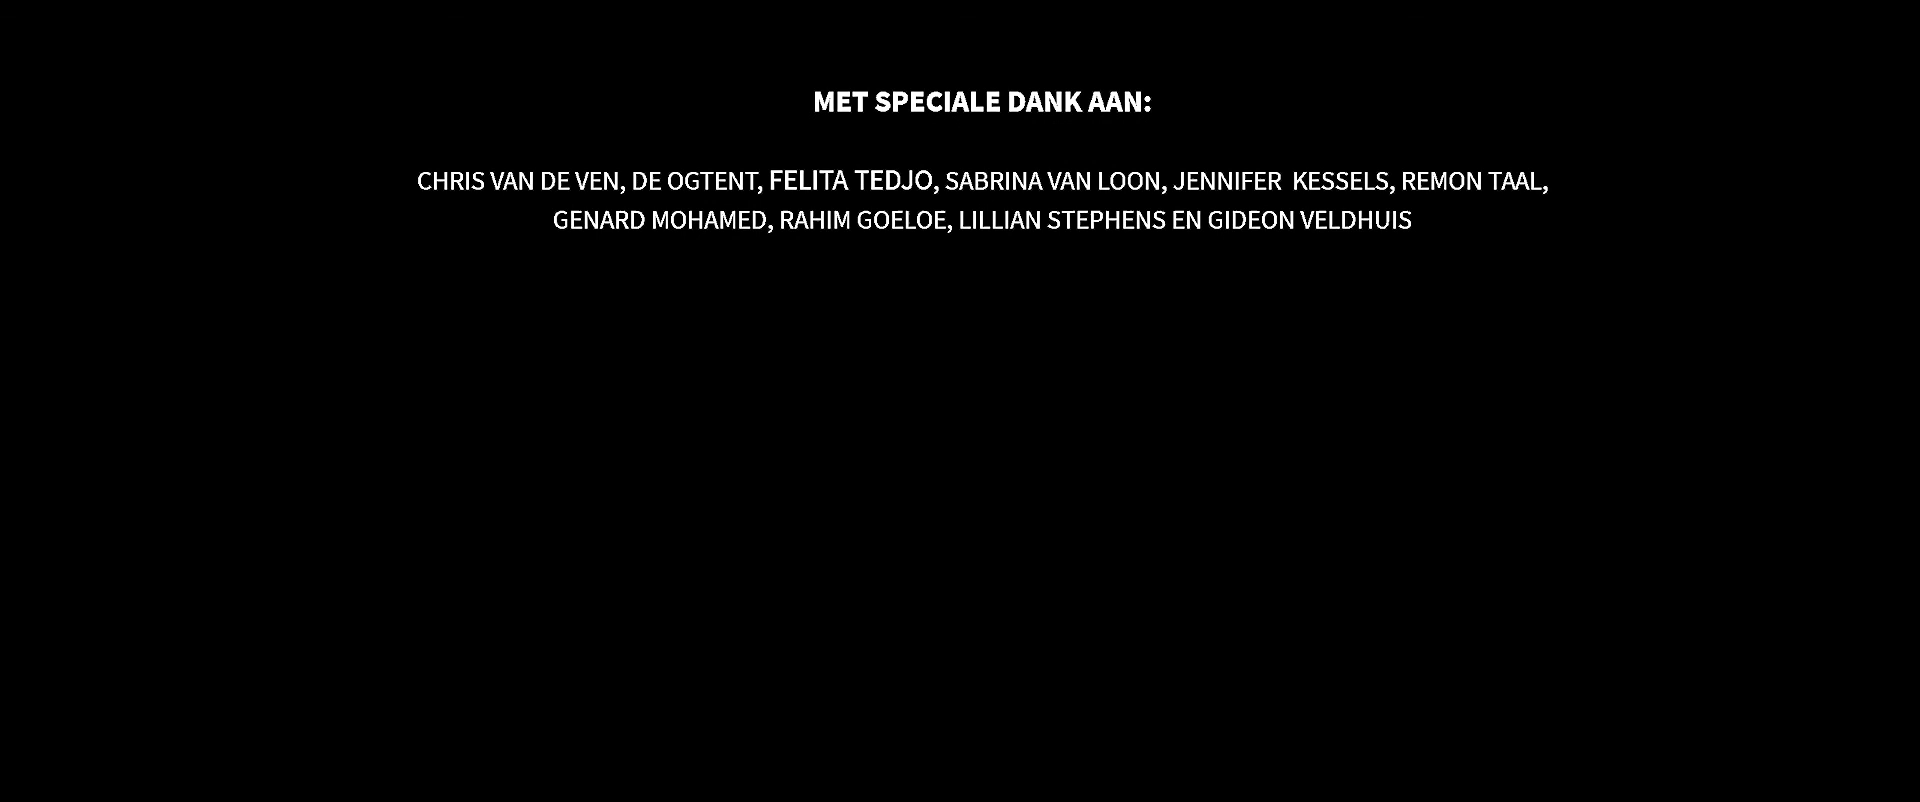 MET SPECIALE DANK AAN:
CHRIS VAN DE VEN, DE OGTENT, FELITA TEDJO, SABRINA VAN LOON, JENNIFER  KESSELS, REMON TAAL,
GENARD MOHAMED, RAHIM GOELOE, LILLIAN STEPHENS EN GIDEON VELDHUIS